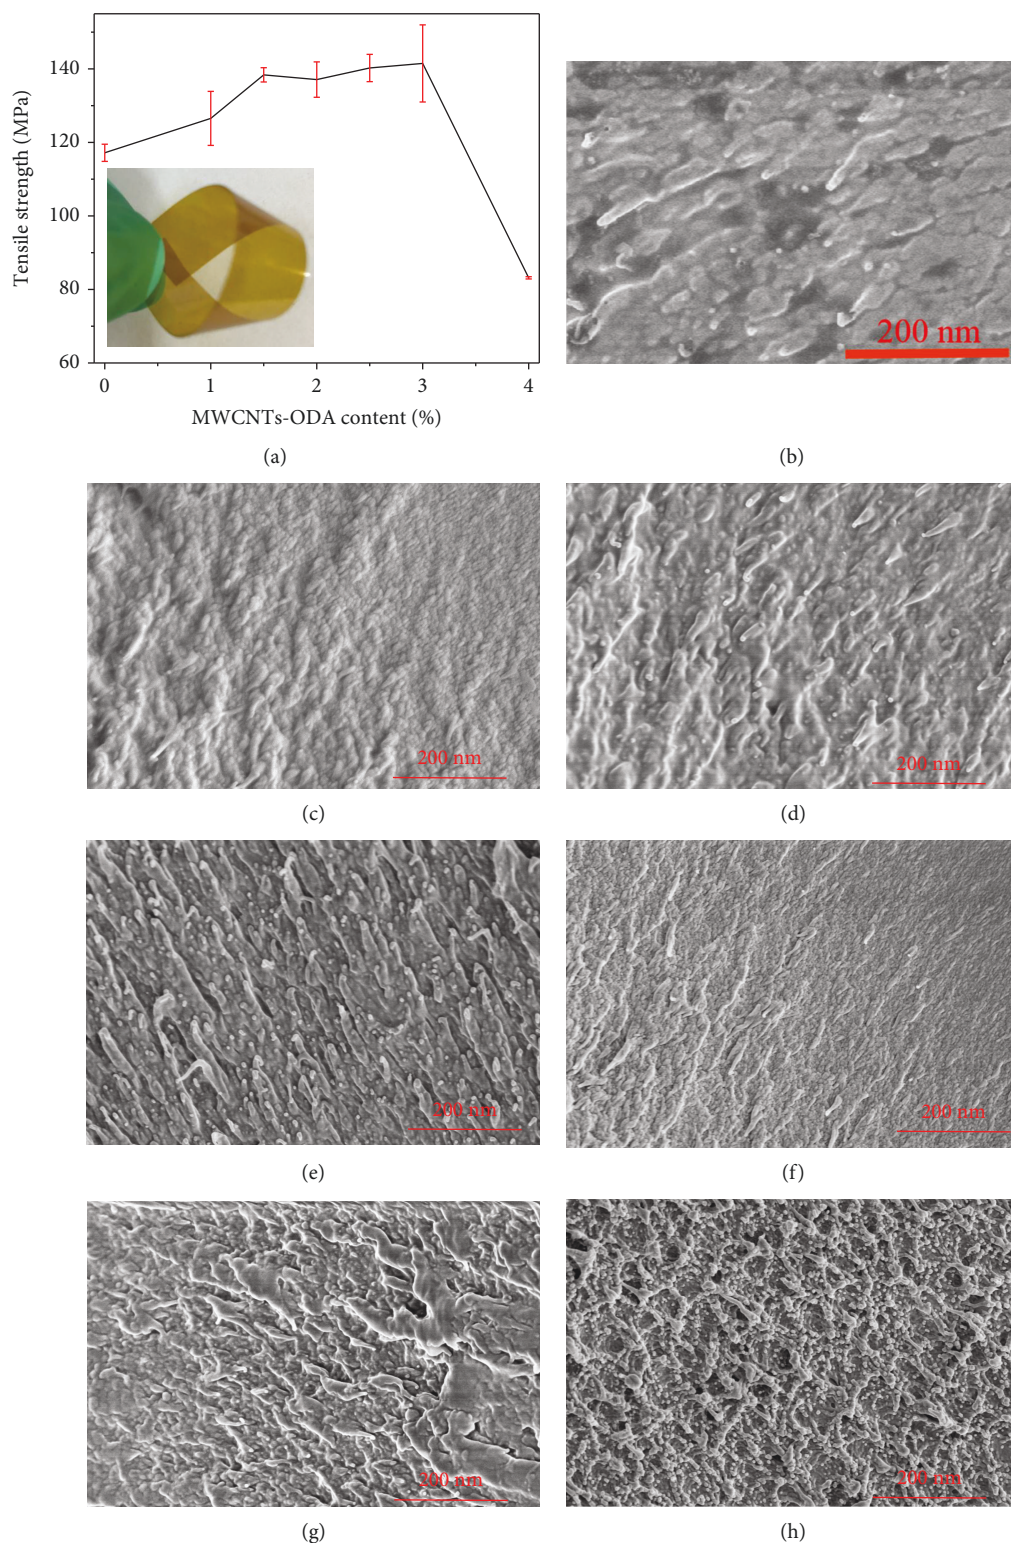 140
120
100
80
60
Tensile strength (MPa)
0 1 2 3 4
MWCNTs-ODA content (%)
(a)
200 nm
(b)
200 nm
(c)
200 nm
(d)
200 nm
(e)
200 nm
(f)
200 nm
(g)
200 nm
(h)